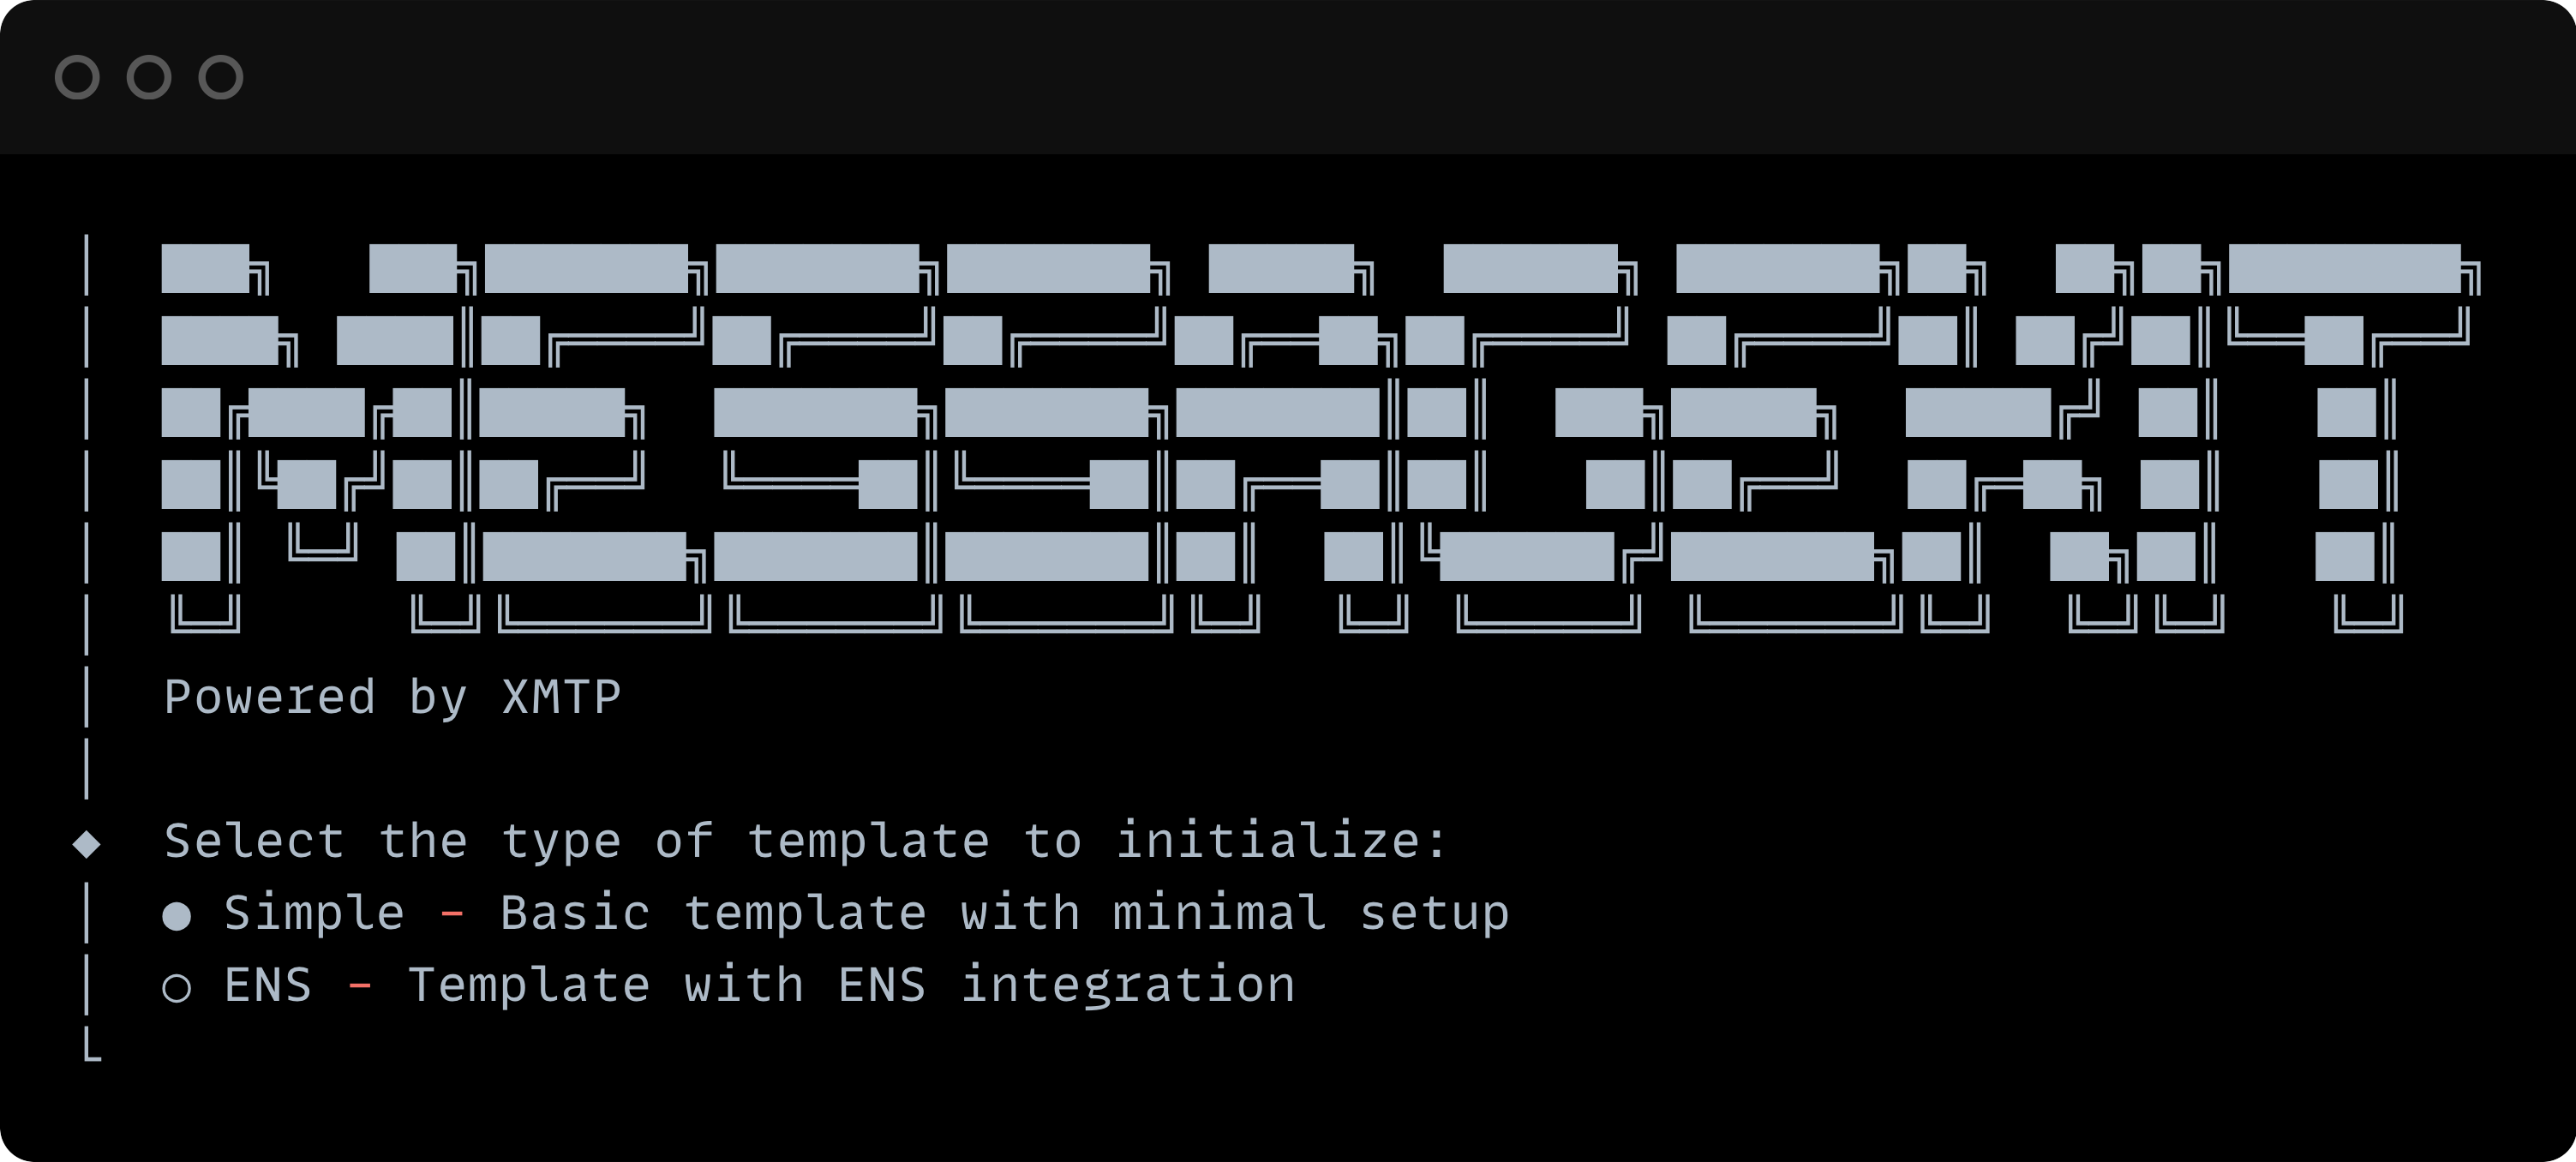 MESSAGEKIT
Powered by XMTP
Select the type of template to initialize:
Simple - Basic template with minimal setup
ENS - Template with ENS integration